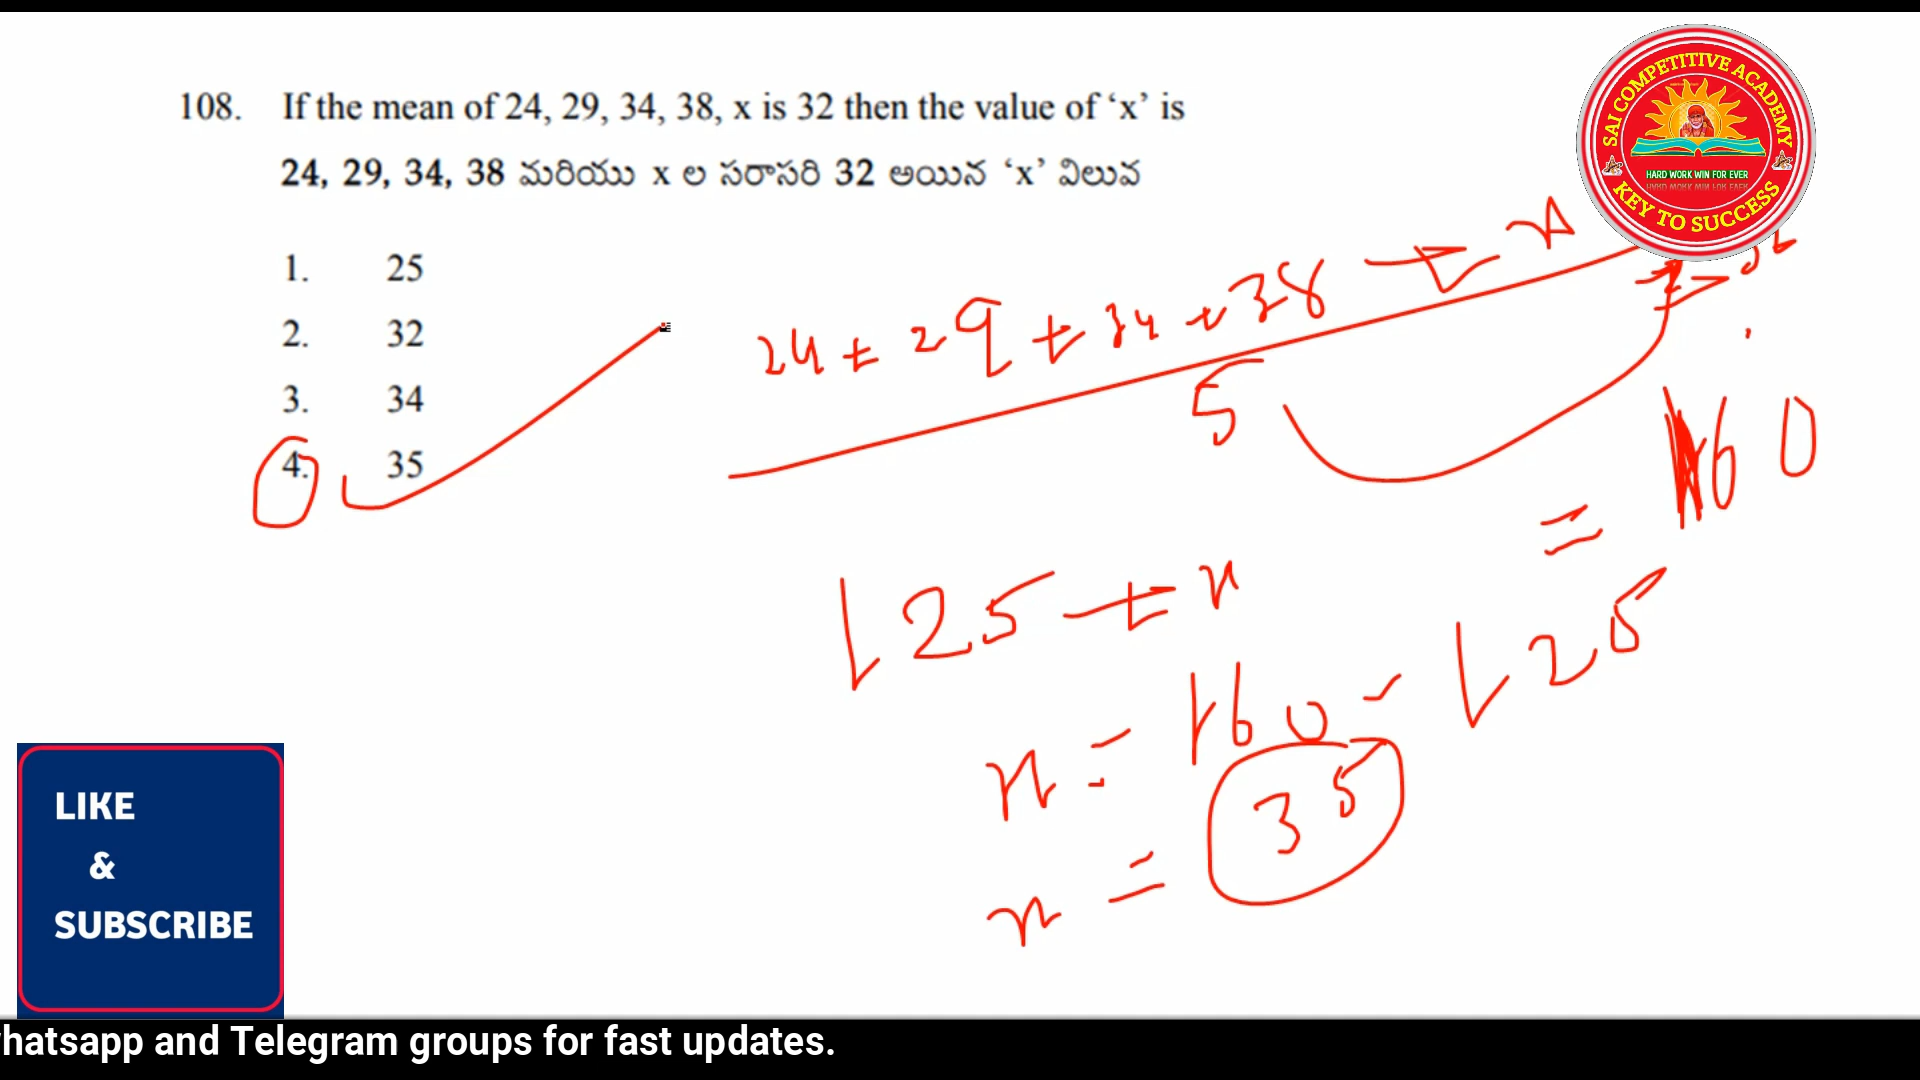 108. If the mean of 24, 29, 34, 38, x is 32 then the value of ‘x’ is
24, 29, 34, 38 మరియు x ల సరాసరి 32 అయిన ‘x’ విలువ
1. 25
2. 32
3. 34
4. 35
24 + 29 + 34 + 38 + x
5
= 160
125 + x
x = 160 - 125
x = 35
SAI COMPETITIVE ACADEMY
HARD WORK WIN FOR EVER
KEY TO SUCCESS
LIKE
&
SUBSCRIBE
hatsapp and Telegram groups for fast updates.